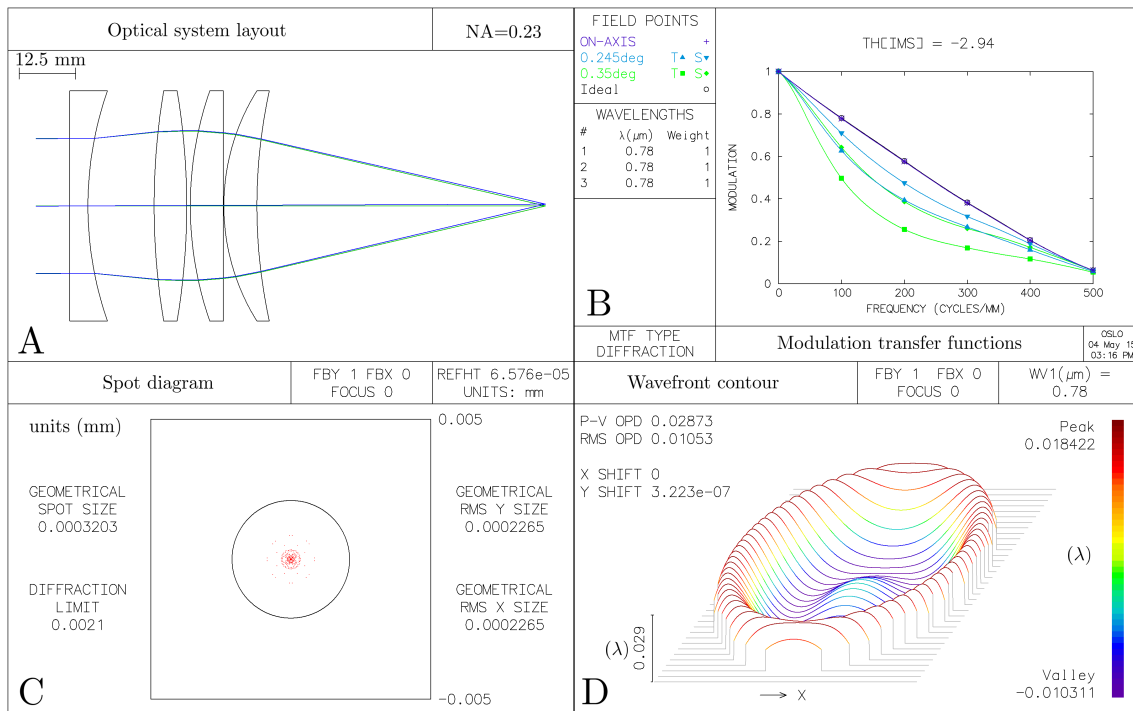 Optical system layout
NA=0.23
12.5 mm
A
FIELD POINTS
ON-AXIS +
0.245deg T▲ S▼
0.35deg T■ S◆
Ideal o
WAVELENGTHS
# λ(μm) Weight
1 0.78 1
2 0.78 1
3 0.78 1
TH[IMS] = -2.94
1
0.8
0.6
0.4
0.2
0
MODULATION
0 100 200 300 400 500
FREQUENCY (CYCLES/MM)
B
MTF TYPE
DIFFRACTION
Modulation transfer functions
OSLO
04 May 15
03:16 PM
Spot diagram
FBY 1 FBX 0
FOCUS 0
REFHT 6.576e-05
UNITS: mm
units (mm)
0.005
GEOMETRICAL
SPOT SIZE
0.0003203
GEOMETRICAL
RMS Y SIZE
0.0002265
DIFFRACTION
LIMIT
0.0021
GEOMETRICAL
RMS X SIZE
0.0002265
-0.005
C
Wavefront contour
FBY 1 FBX 0
FOCUS 0
WV1(μm) =
0.78
P-V OPD 0.02873
RMS OPD 0.01053
X SHIFT 0
Y SHIFT 3.223e-07
Peak
0.018422
(λ)
(λ)
0.029
Valley
-0.010311
X
D